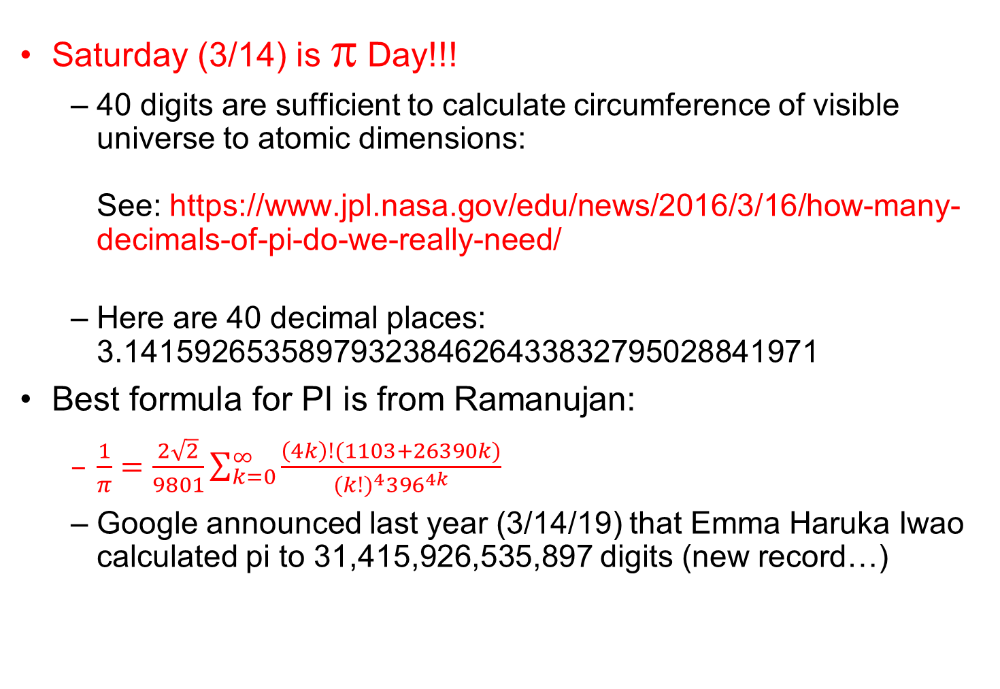 • Saturday (3/14) is π Day!!!
– 40 digits are sufficient to calculate circumference of visible
universe to atomic dimensions:
See: https://www.jpl.nasa.gov/edu/news/2016/3/16/how-many-
decimals-of-pi-do-we-really-need/
– Here are 40 decimal places:
3.1415926535897932384626433832795028841971
• Best formula for PI is from Ramanujan:
– \frac{1}{π} = \frac{2\sqrt{2}}{9801} \sum_{k=0}^{∞} \frac{(4k)!(1103+26390k)}{(k!)^4 396^{4k}}
– Google announced last year (3/14/19) that Emma Haruka Iwao
calculated pi to 31,415,926,535,897 digits (new record…)